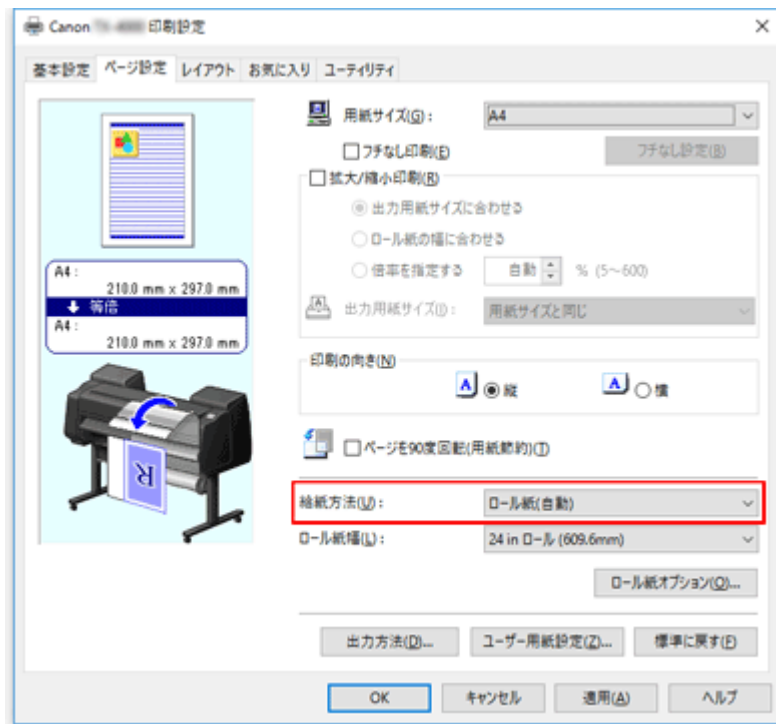 Canon 印刷設定
基本設定 ページ設定 レイアウト お気に入り ユーティリティ
用紙サイズ(G): A4
フチなし印刷(E) フチなし設定(B)
拡大/縮小印刷(R)
出力用紙サイズに合わせる
ロール紙の幅に合わせる
倍率を指定する 自動 % (5～600)
出力用紙サイズ(I): 用紙サイズと同じ
A4 :
210.0 mm x 297.0 mm
等倍
A4 :
210.0 mm x 297.0 mm
印刷の向き(N)
A 縦 A 横
ページを90度回転(用紙節約)(T)
R
給紙方法(U): ロール紙(自動)
ロール紙幅(L): 24 in ロール (609.6mm)
ロール紙オプション(O)...
出力方法(D)... ユーザー用紙設定(Z)... 標準に戻す(F)
OK キャンセル 適用(A) ヘルプ